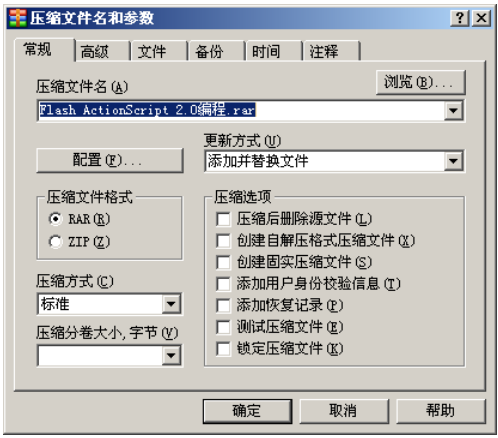 压缩文件名和参数
常规 高级 文件 备份 时间 注释
压缩文件名(A)
浏览(B)...
Flash ActionScript 2.0编程.rar
更新方式(U)
配置(F)...
添加并替换文件
压缩文件格式
RAR(R)
ZIP(Z)
压缩方式(C)
标准
压缩分卷大小,字节(V)
压缩选项
压缩后删除源文件(L)
创建自解压格式压缩文件(X)
创建固实压缩文件(S)
添加用户身份校验信息(T)
添加恢复记录(P)
测试压缩文件(E)
锁定压缩文件(K)
确定 取消 帮助